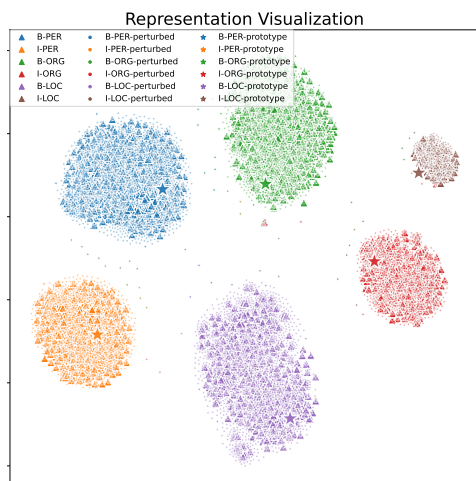 Representation Visualization
B-PER B-PER-perturbed B-PER-prototype
I-PER I-PER-perturbed I-PER-prototype
B-ORG B-ORG-perturbed B-ORG-prototype
I-ORG I-ORG-perturbed I-ORG-prototype
B-LOC B-LOC-perturbed B-LOC-prototype
I-LOC I-LOC-perturbed I-LOC-prototype